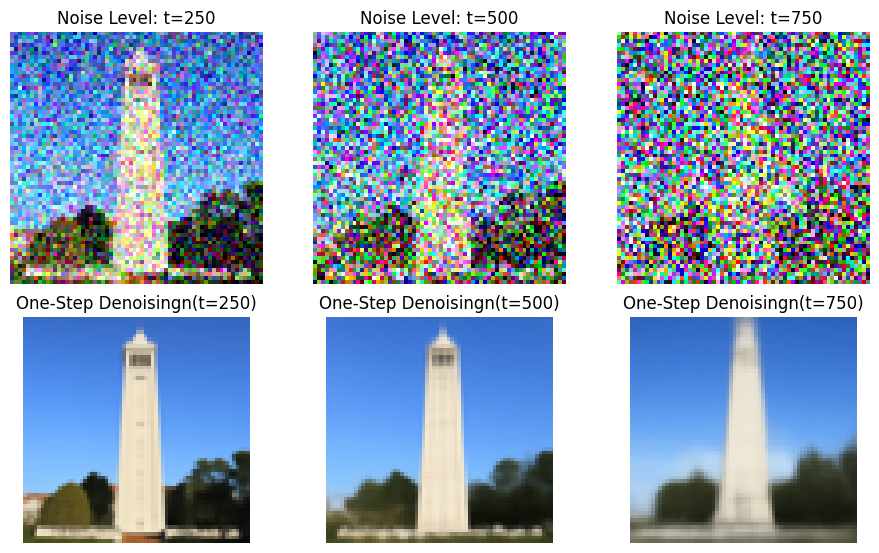 Noise Level: t=250
Noise Level: t=500
Noise Level: t=750
One-Step Denoisingn(t=250)
One-Step Denoisingn(t=500)
One-Step Denoisingn(t=750)